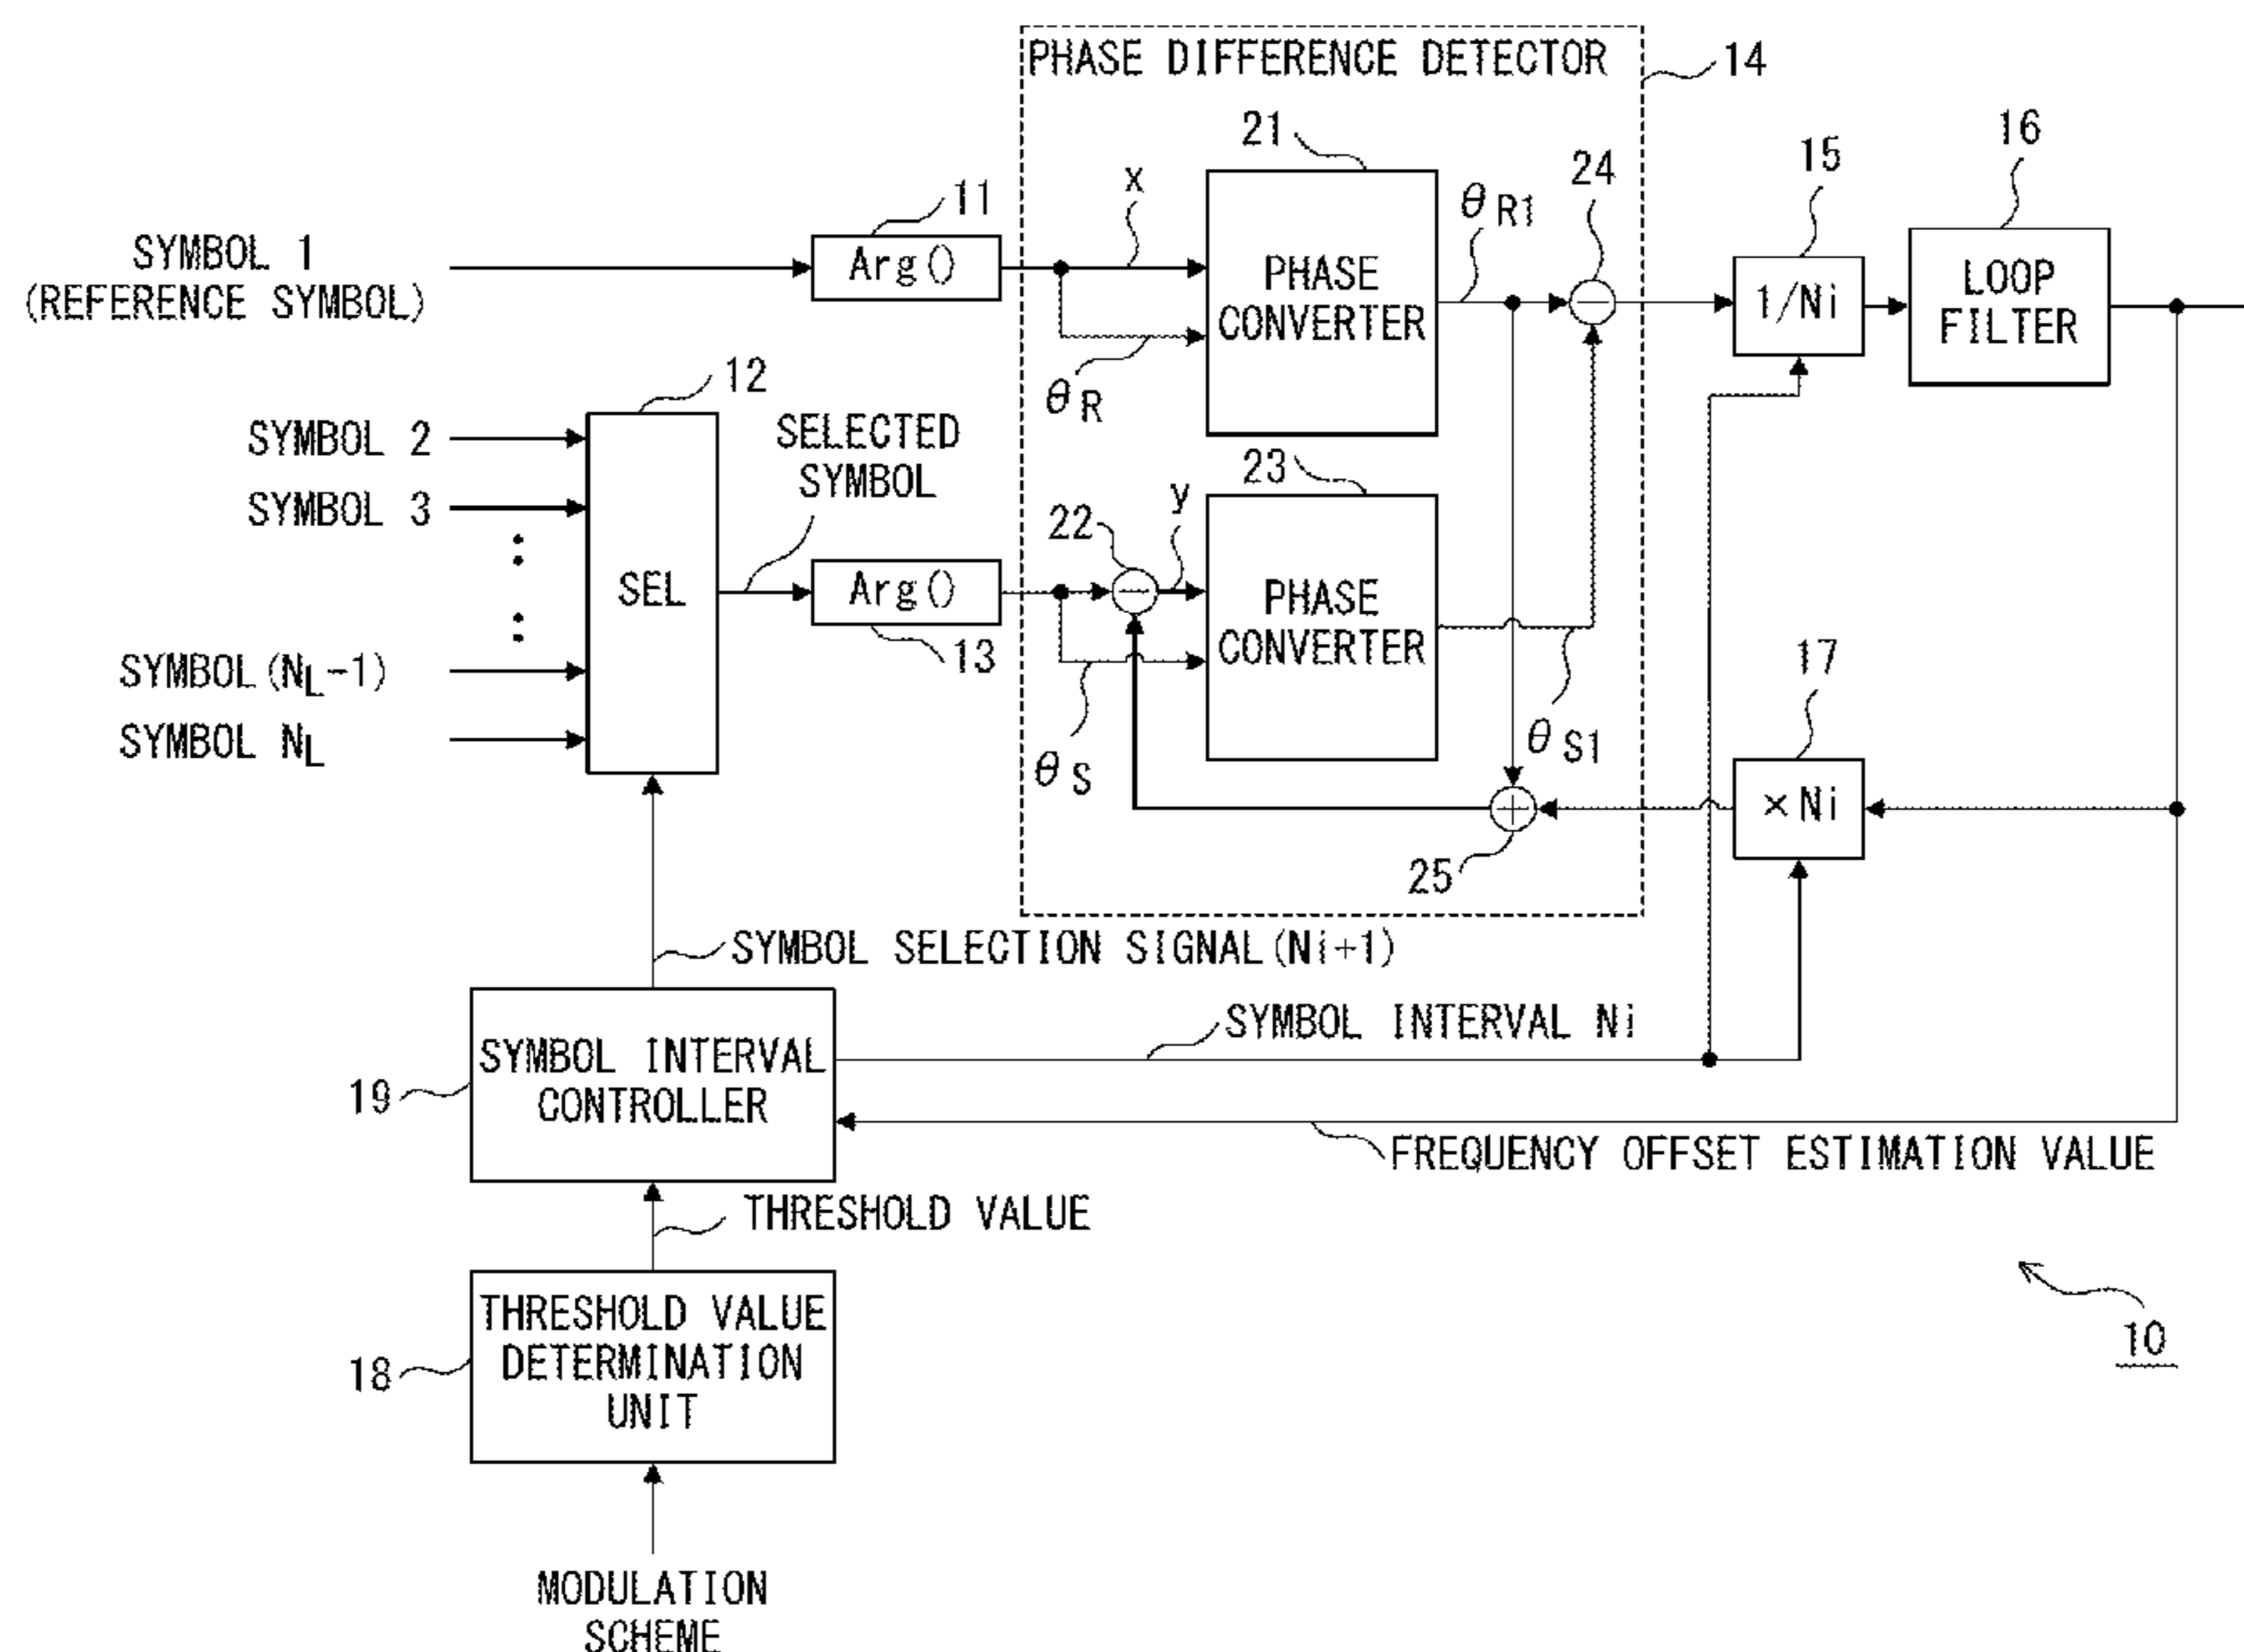 PHASE DIFFERENCE DETECTOR
14
21
24
15
16
x
θR1
11
SYMBOL 1
(REFERENCE SYMBOL)
Arg()
PHASE
CONVERTER
1/Ni
LOOP
FILTER
θR
12
SYMBOL 2
SYMBOL 3
SYMBOL(NL-1)
SYMBOL NL
SEL
SELECTED
SYMBOL
Arg()
13
22
y
23
PHASE
CONVERTER
θS
θS1
17
×Ni
25
SYMBOL SELECTION SIGNAL(Ni+1)
SYMBOL INTERVAL Ni
19
SYMBOL INTERVAL
CONTROLLER
FREQUENCY OFFSET ESTIMATION VALUE
THRESHOLD VALUE
18
THRESHOLD VALUE
DETERMINATION
UNIT
10
MODULATION
SCHEME